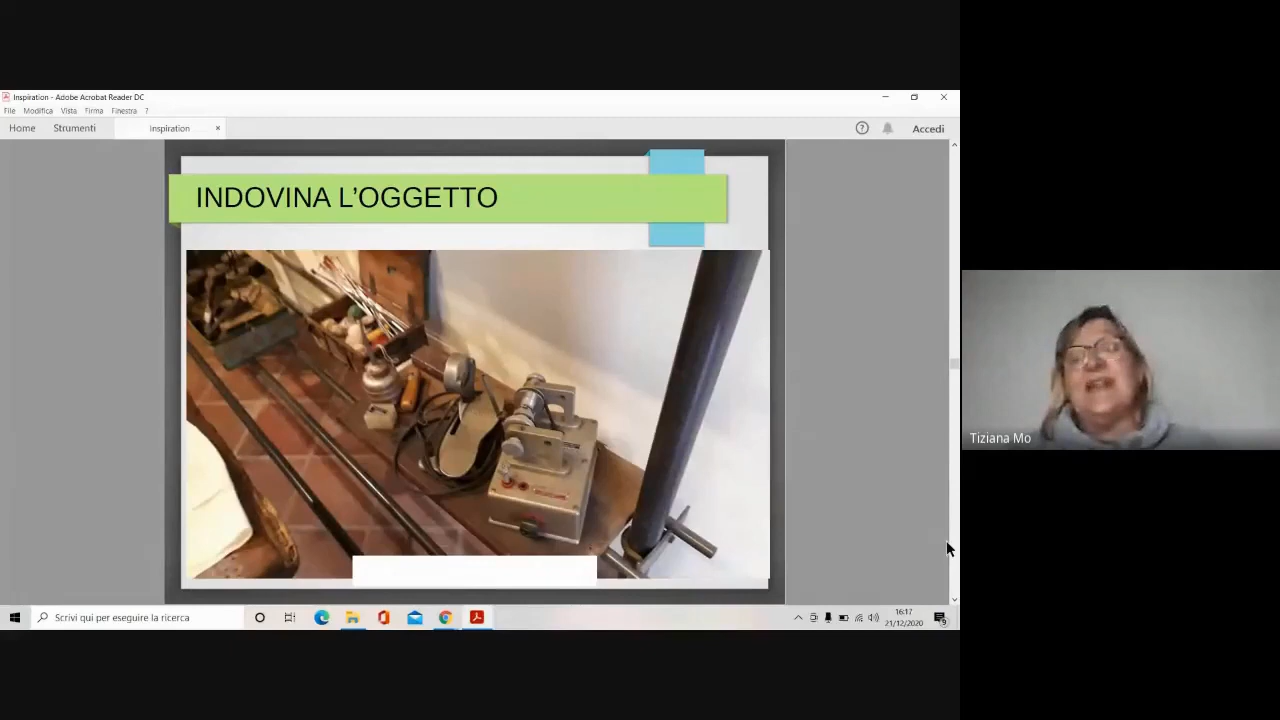 Inspiration - Adobe Acrobat Reader DC
File Modifica Vista Firma Finestra ?
Home Strumenti Inspiration × ? Accedi
INDOVINA L'OGGETTO
Tiziana Mo
Scrivi qui per eseguire la ricerca
16:17
21/12/2020
9